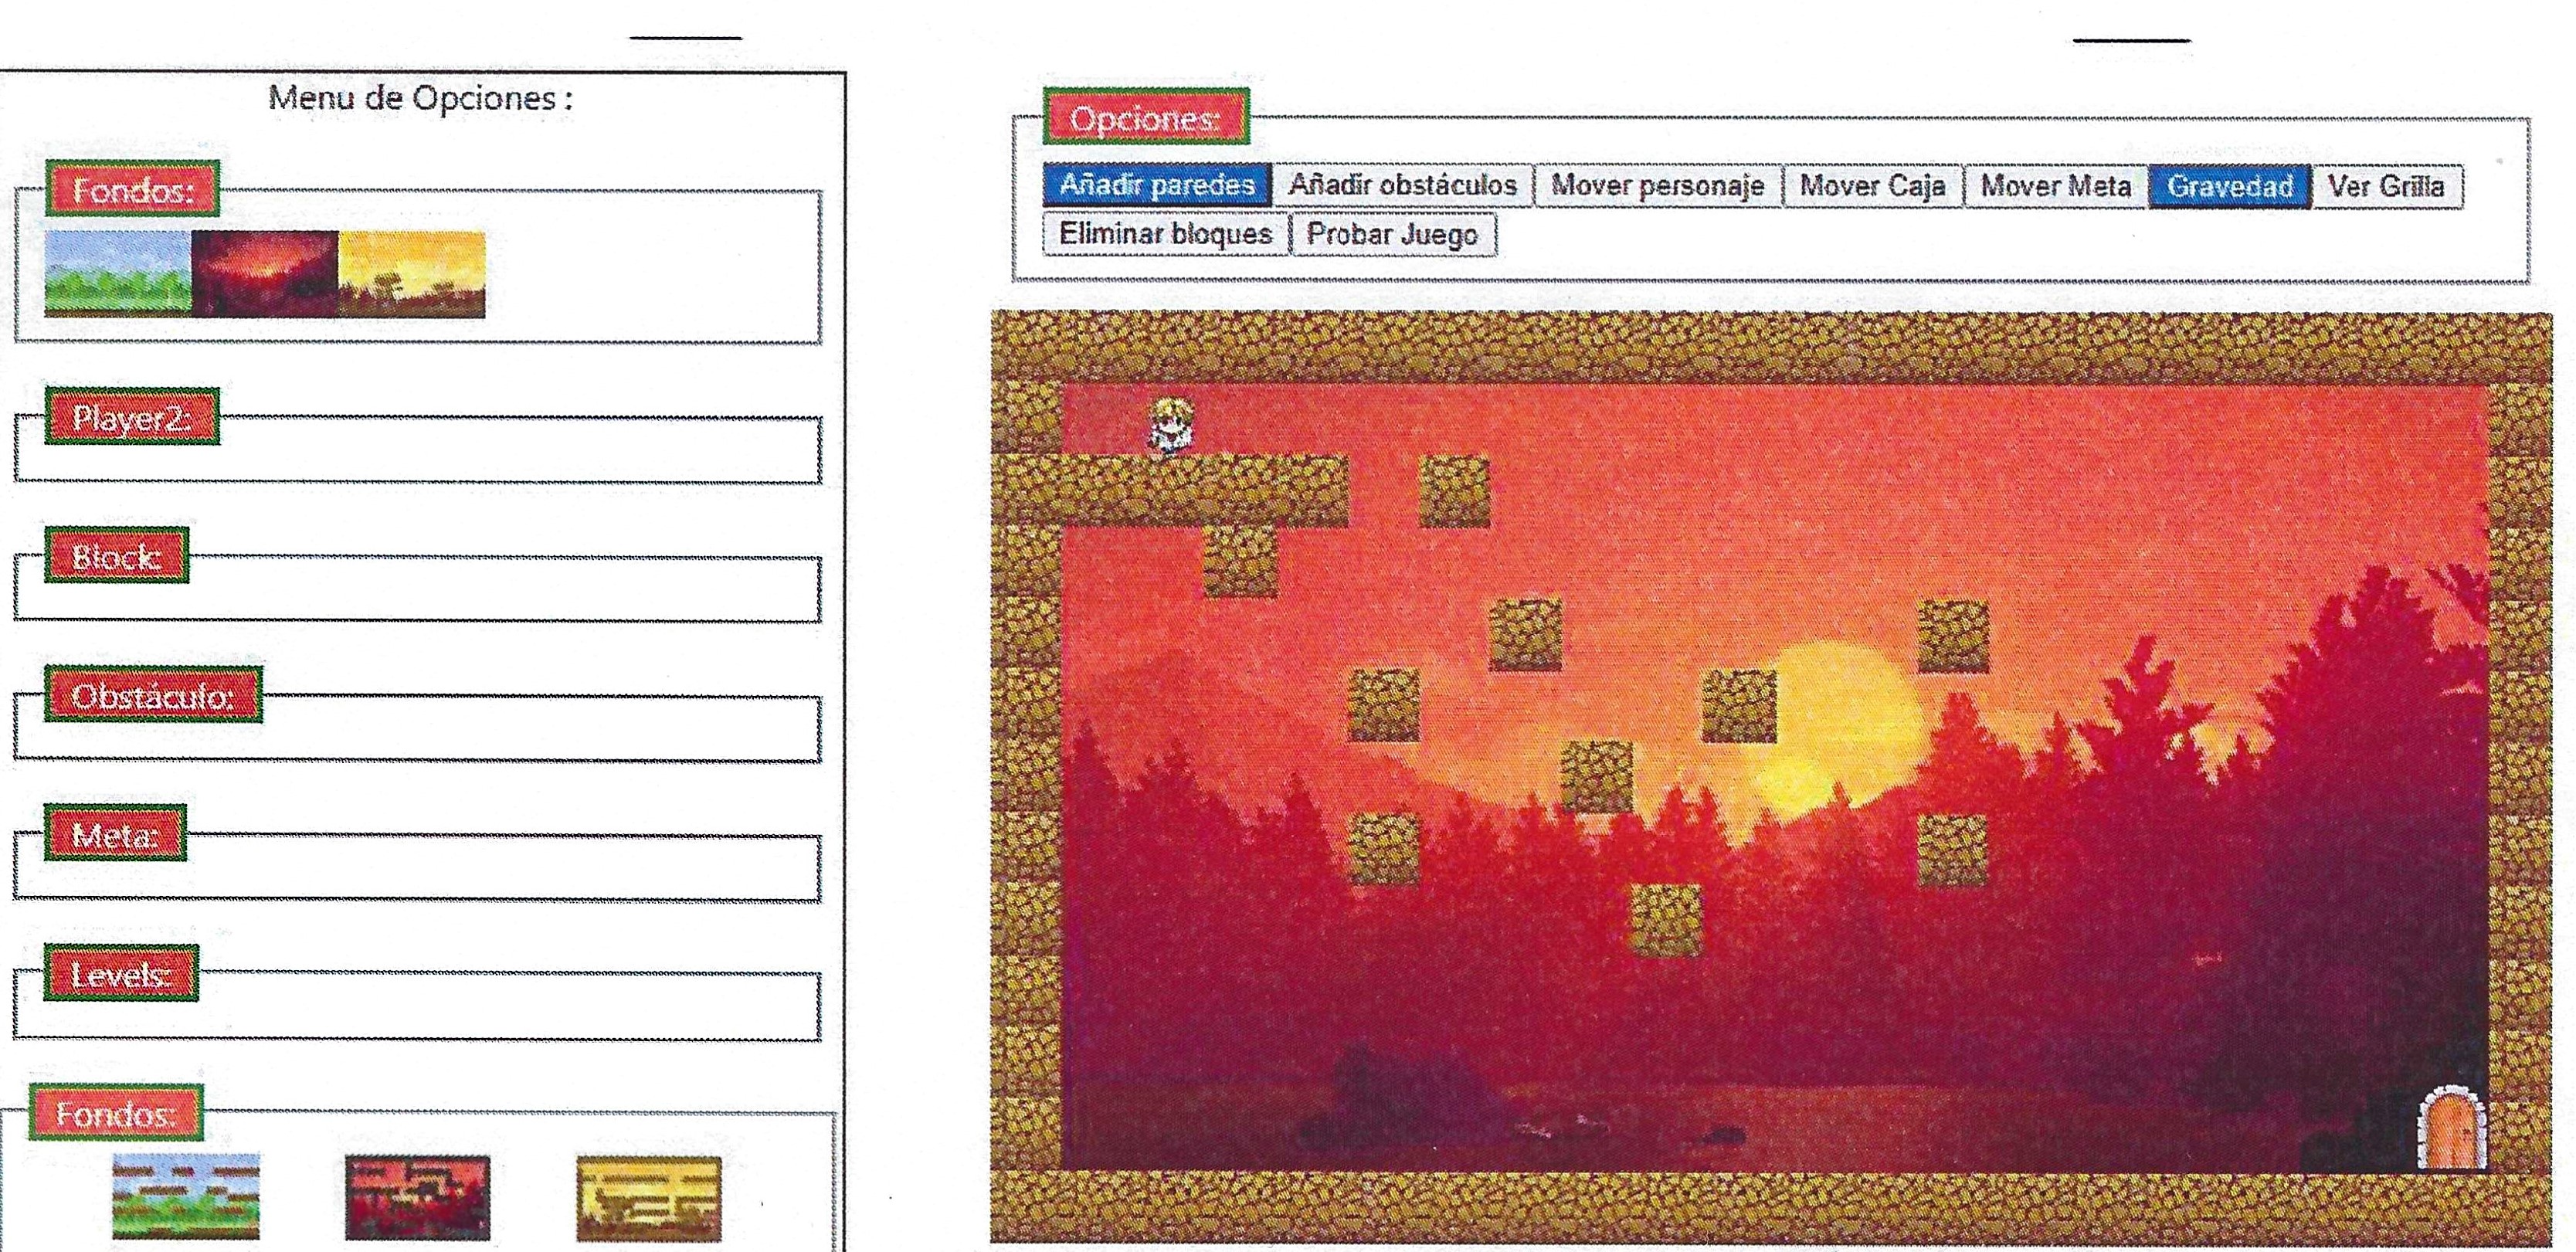 Menu de Opciones :
Fondos:
Player2:
Block:
Obstáculo:
Meta:
Levels:
Fondos:
Opciones:
Añadir paredes Añadir obstáculos Mover personaje Mover Caja Mover Meta Gravedad Ver Grilla
Eliminar bloques Probar Juego